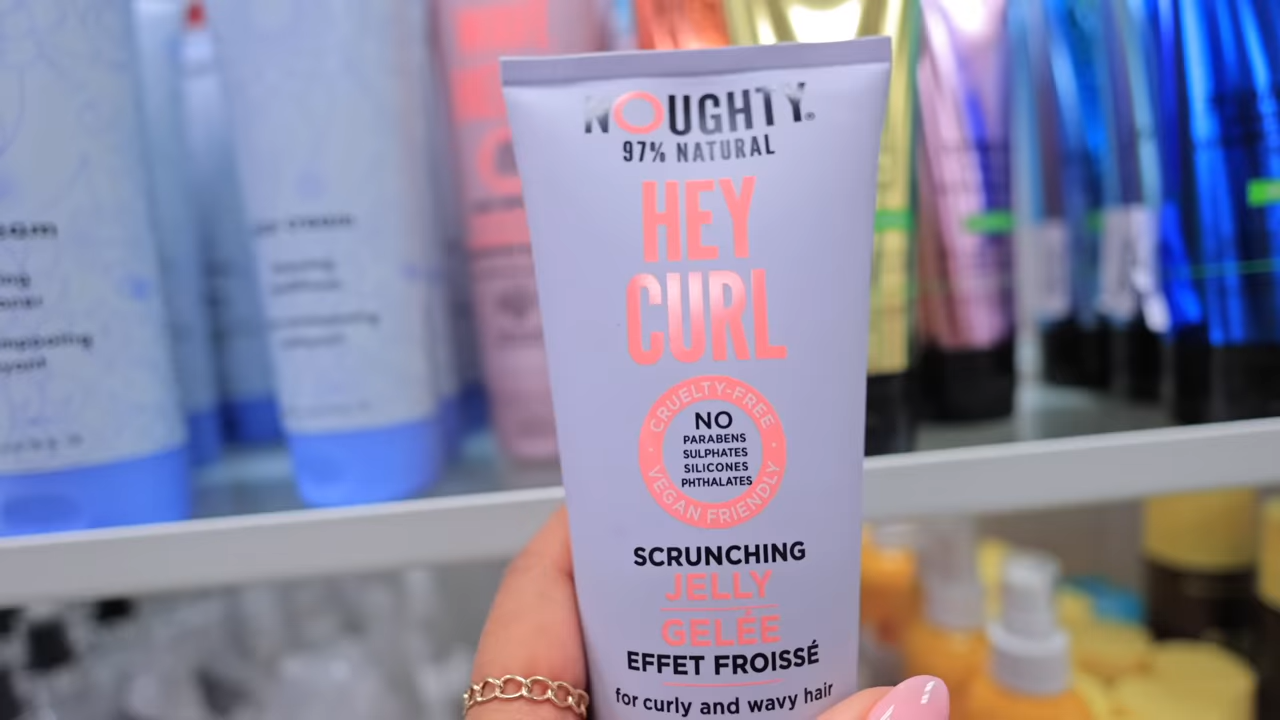 NOUGHTY®
97% NATURAL
HEY
CURL
CRUELTY-FREE
NO
PARABENS
SULPHATES
SILICONES
PHTHALATES
VEGAN FRIENDLY
SCRUNCHING
JELLY
GELÉE
EFFET FROISSÉ
for curly and wavy hair